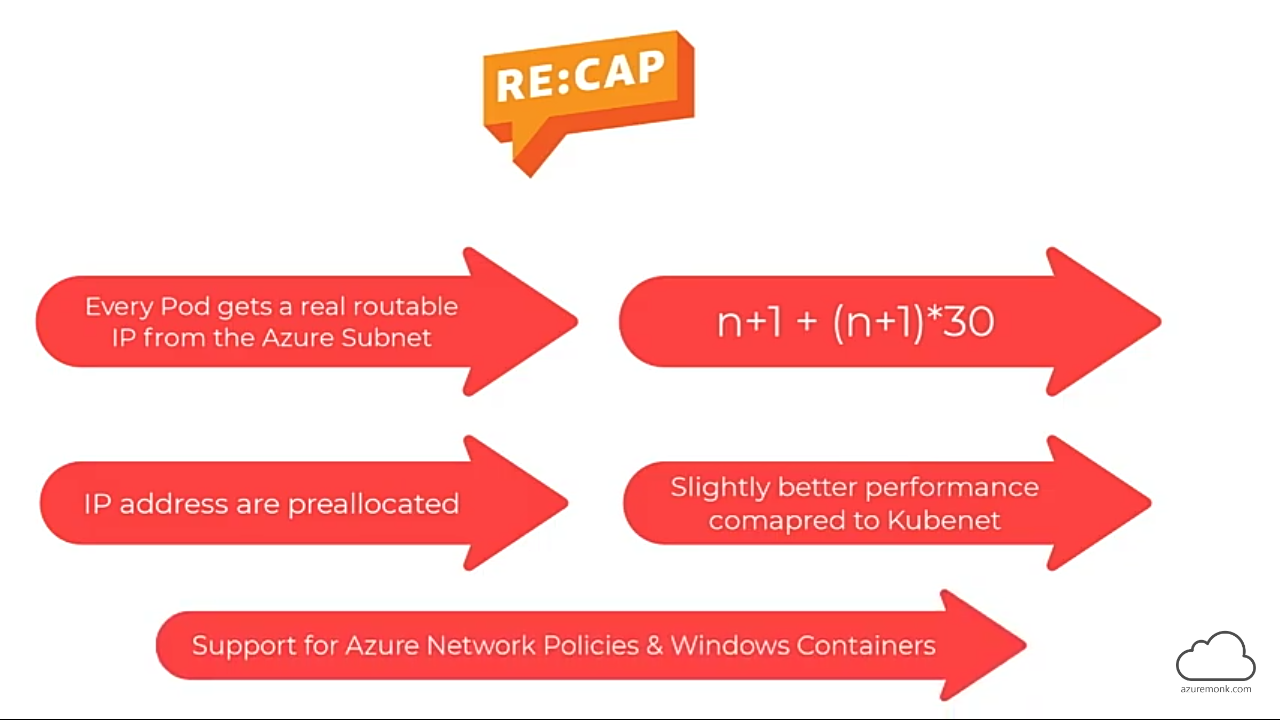 RE:CAP
Every Pod gets a real routable
IP from the Azure Subnet
n+1 + (n+1)*30
IP address are preallocated
Slightly better performance
comapred to Kubenet
Support for Azure Network Policies & Windows Containers
azuremonk.com